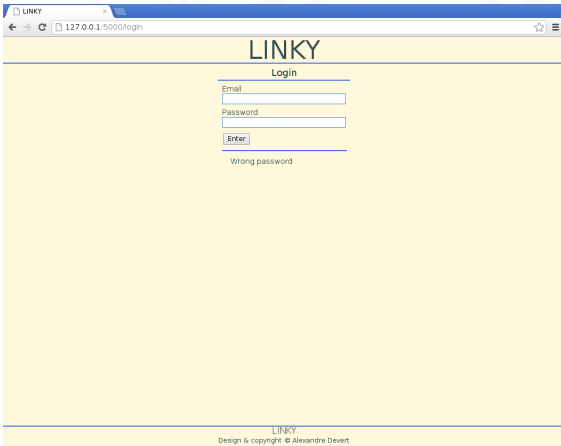 LINKY
127.0.0.1:5000/login
LINKY
Login
Email
Password
Enter
Wrong password
LINKY
Design & copyright © Alexandre Devert